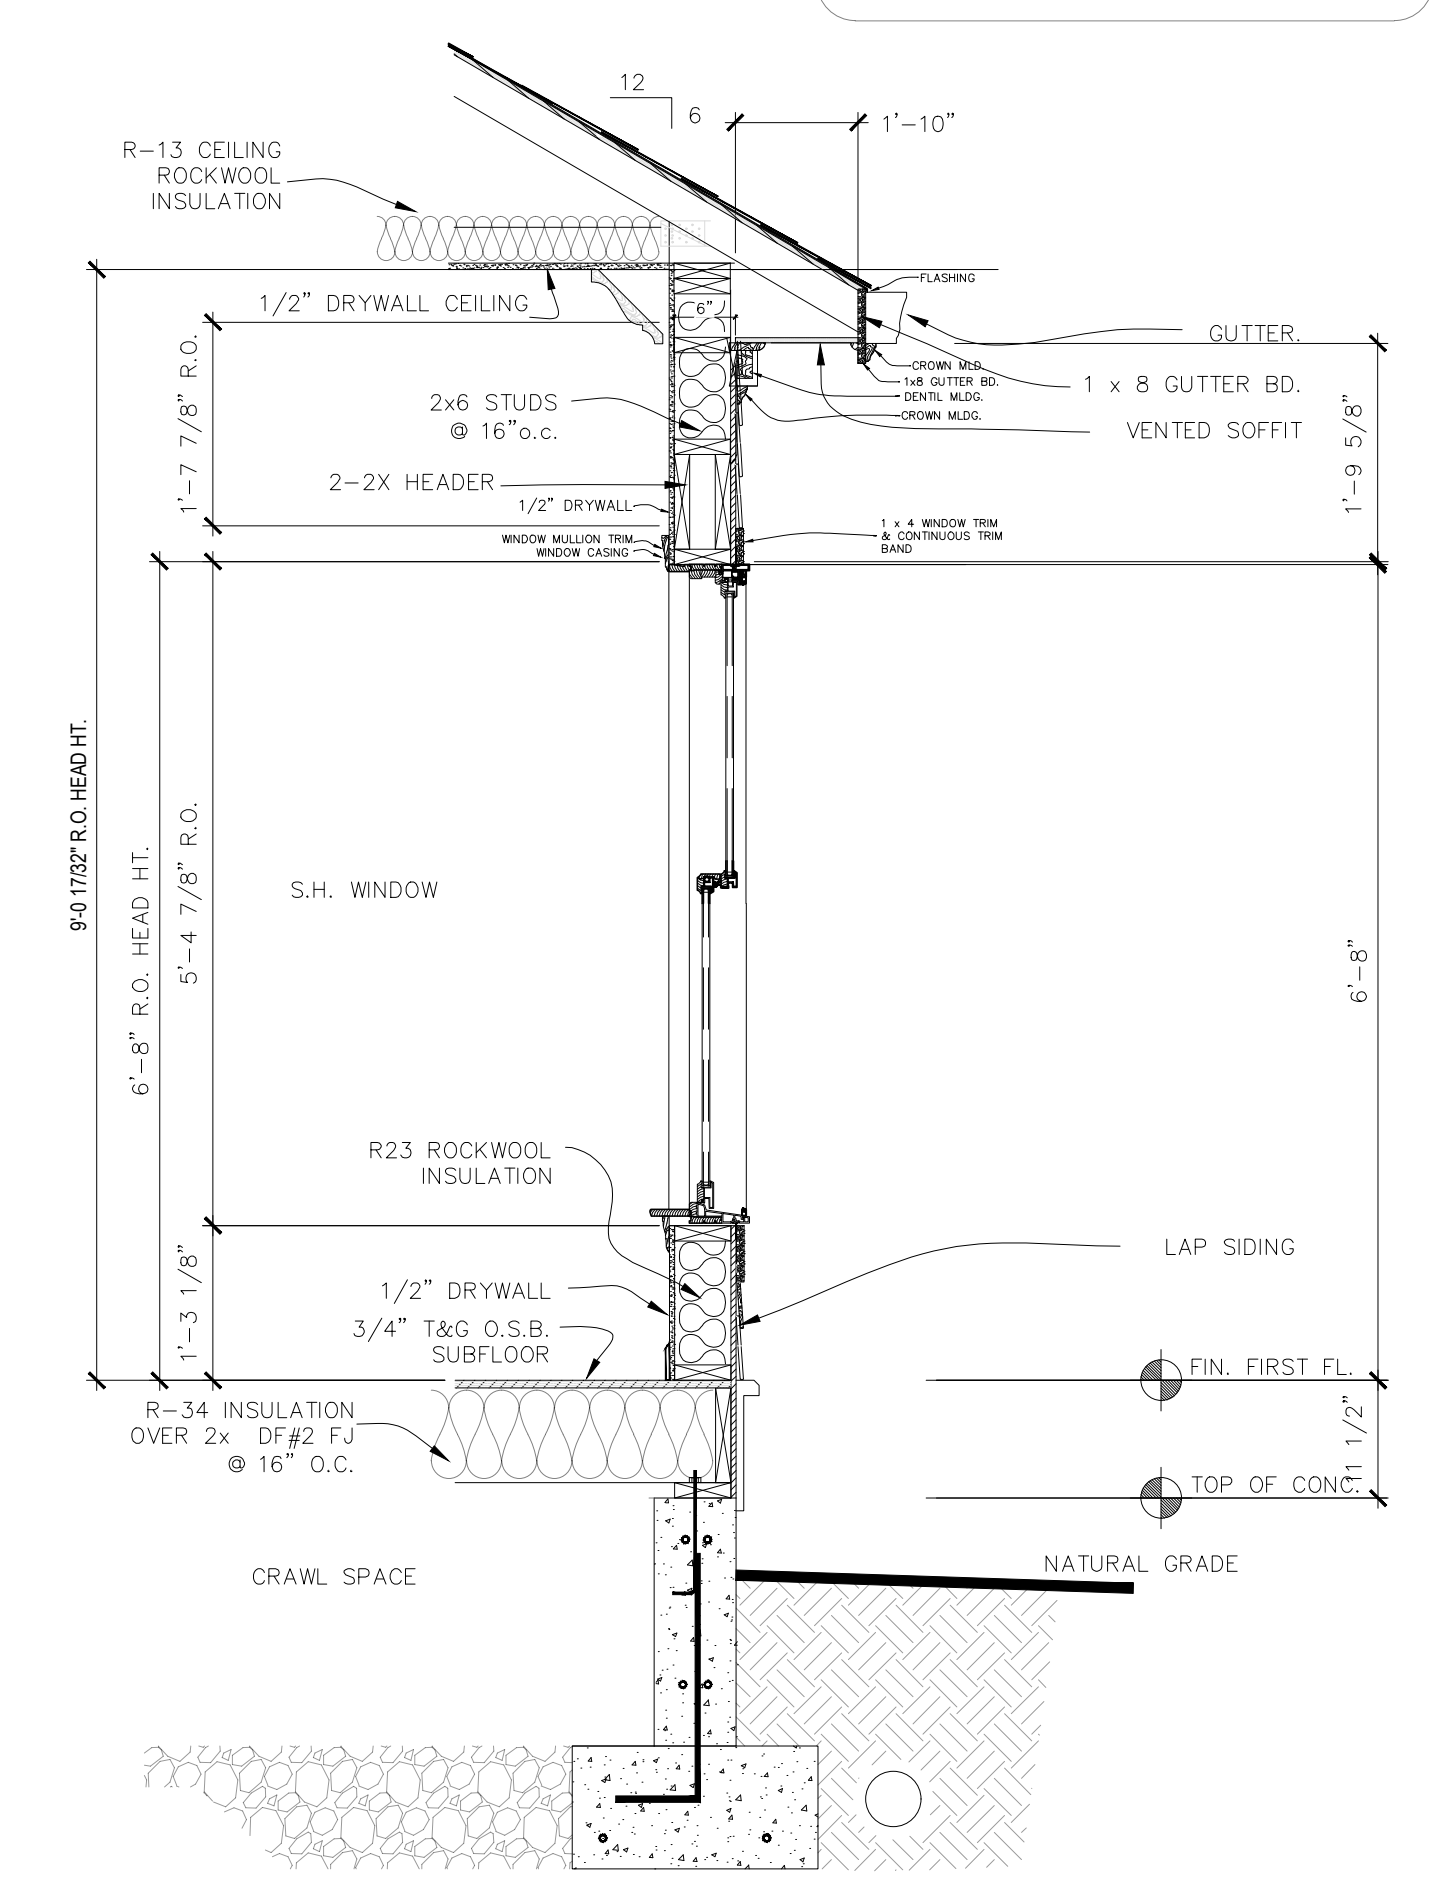 12
6
1'-10"
R-13 CEILING
ROCKWOOL
INSULATION
FLASHING
1/2" DRYWALL CEILING
6"
GUTTER.
CROWN MLD.
1x8 GUTTER BD.
1 x 8 GUTTER BD.
DENTIL MLDG.
CROWN MLDG.
VENTED SOFFIT
1'-7 7/8" R.O.
2x6 STUDS
@ 16"o.c.
1'-9 5/8"
2-2X HEADER
1/2" DRYWALL
1 x 4 WINDOW TRIM
& CONTINUOUS TRIM
BAND
WINDOW MULLION TRIM
WINDOW CASING
9'-0 17/32" R.O. HEAD HT.
6'-8" R.O. HEAD HT.
5'-4 7/8" R.O.
S.H. WINDOW
6'-8"
R23 ROCKWOOL
INSULATION
LAP SIDING
1'-3 1/8"
1/2" DRYWALL
3/4" T&G O.S.B.
SUBFLOOR
FIN. FIRST FL.
R-34 INSULATION
OVER 2x DF#2 FJ
@ 16" O.C.
11 1/2"
TOP OF CONC.
NATURAL GRADE
CRAWL SPACE